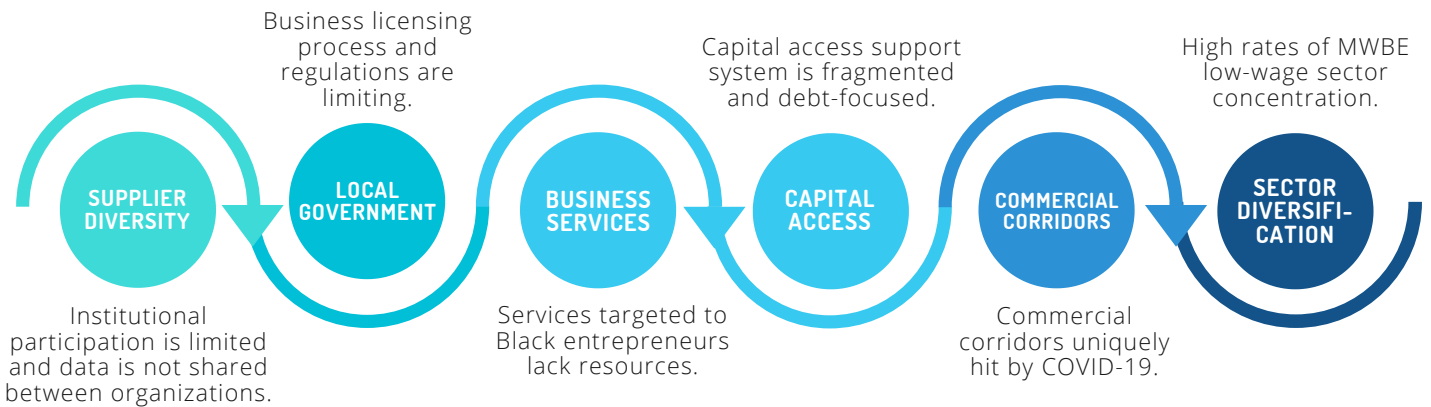 SUPPLIER
DIVERSITY
Institutional
participation is limited
and data is not shared
between organizations.
Business licensing
process and
regulations are
limiting.
LOCAL
GOVERNMENT
BUSINESS
SERVICES
Services targeted to
Black entrepreneurs
lack resources.
Capital access support
system is fragmented
and debt-focused.
CAPITAL
ACCESS
COMMERCIAL
CORRIDORS
Commercial
corridors uniquely
hit by COVID-19.
High rates of MWBE
low-wage sector
concentration.
SECTOR
DIVERSIFI-
CATION